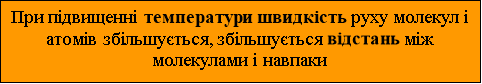 При підвищенні температури швидкість руху молекул і
атомів збільшується, збільшується відстань між
молекулами і навпаки